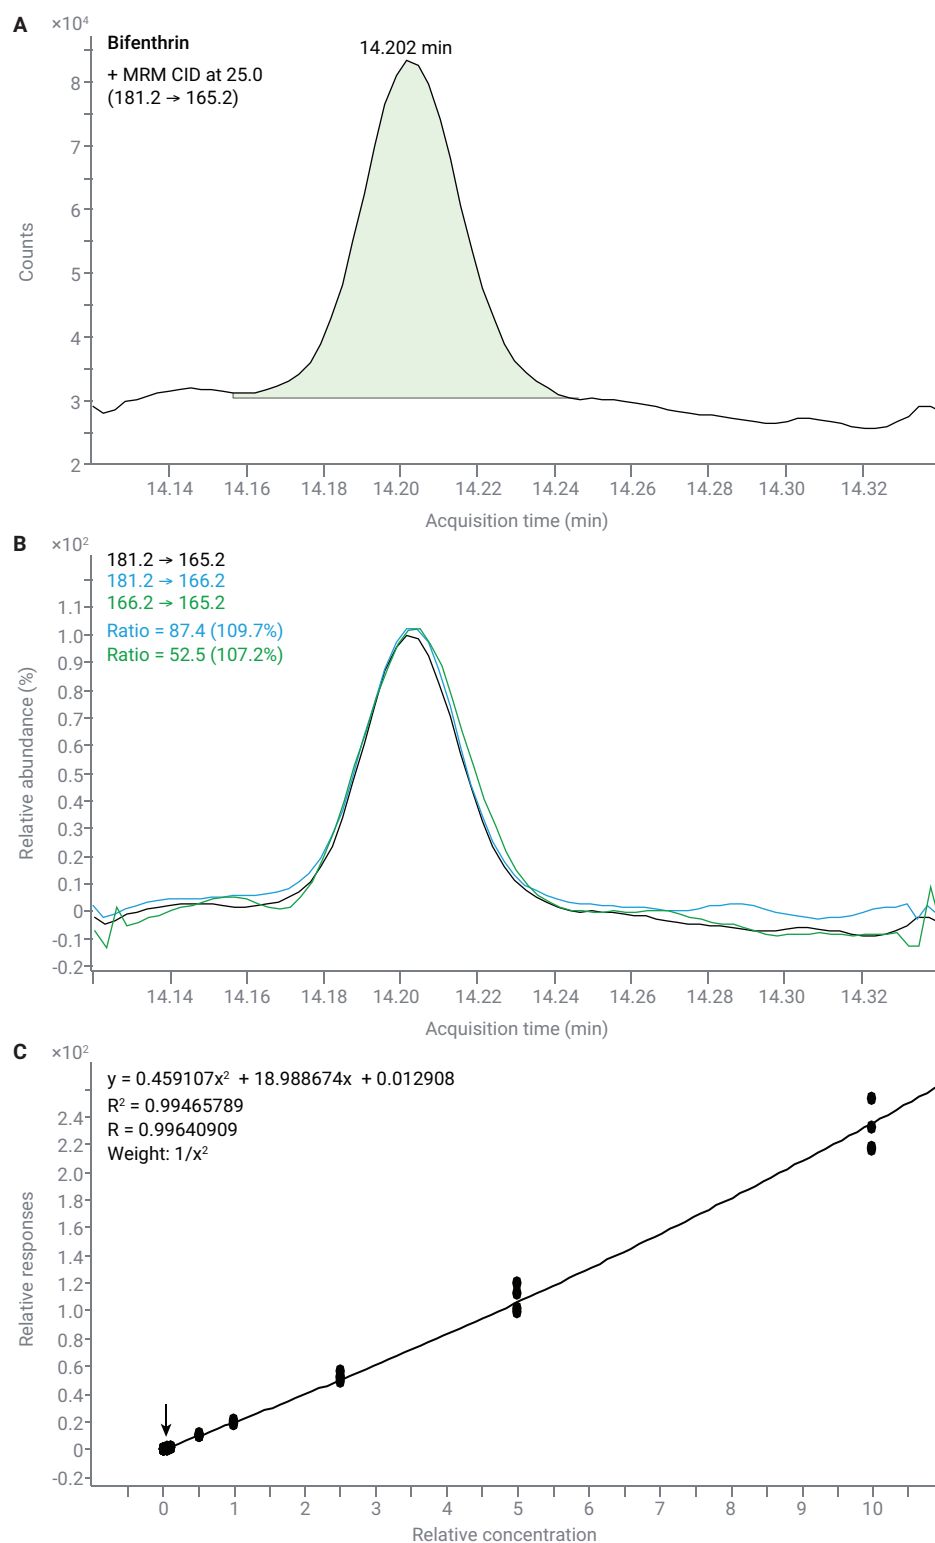 A
×10⁴
Bifenthrin
+ MRM CID at 25.0
(181.2 → 165.2)
14.202 min
8
7
6
5
4
3
2
Counts
14.14 14.16 14.18 14.20 14.22 14.24 14.26 14.28 14.30 14.32
Acquisition time (min)
B
×10²
181.2 → 165.2
181.2 → 166.2
166.2 → 165.2
Ratio = 87.4 (109.7%)
Ratio = 52.5 (107.2%)
1.1
1.0
0.9
0.8
0.7
0.6
0.5
0.4
0.3
0.2
0.1
0
-0.1
-0.2
Relative abundance (%)
14.14 14.16 14.18 14.20 14.22 14.24 14.26 14.28 14.30 14.32
Acquisition time (min)
C
×10²
y = 0.459107x² + 18.988674x + 0.012908
R² = 0.99465789
R = 0.99640909
Weight: 1/x²
2.4
2.2
2.0
1.8
1.6
1.4
1.2
1.0
0.8
0.6
0.4
0.2
0
-0.2
Relative responses
0 1 2 3 4 5 6 7 8 9 10
Relative concentration